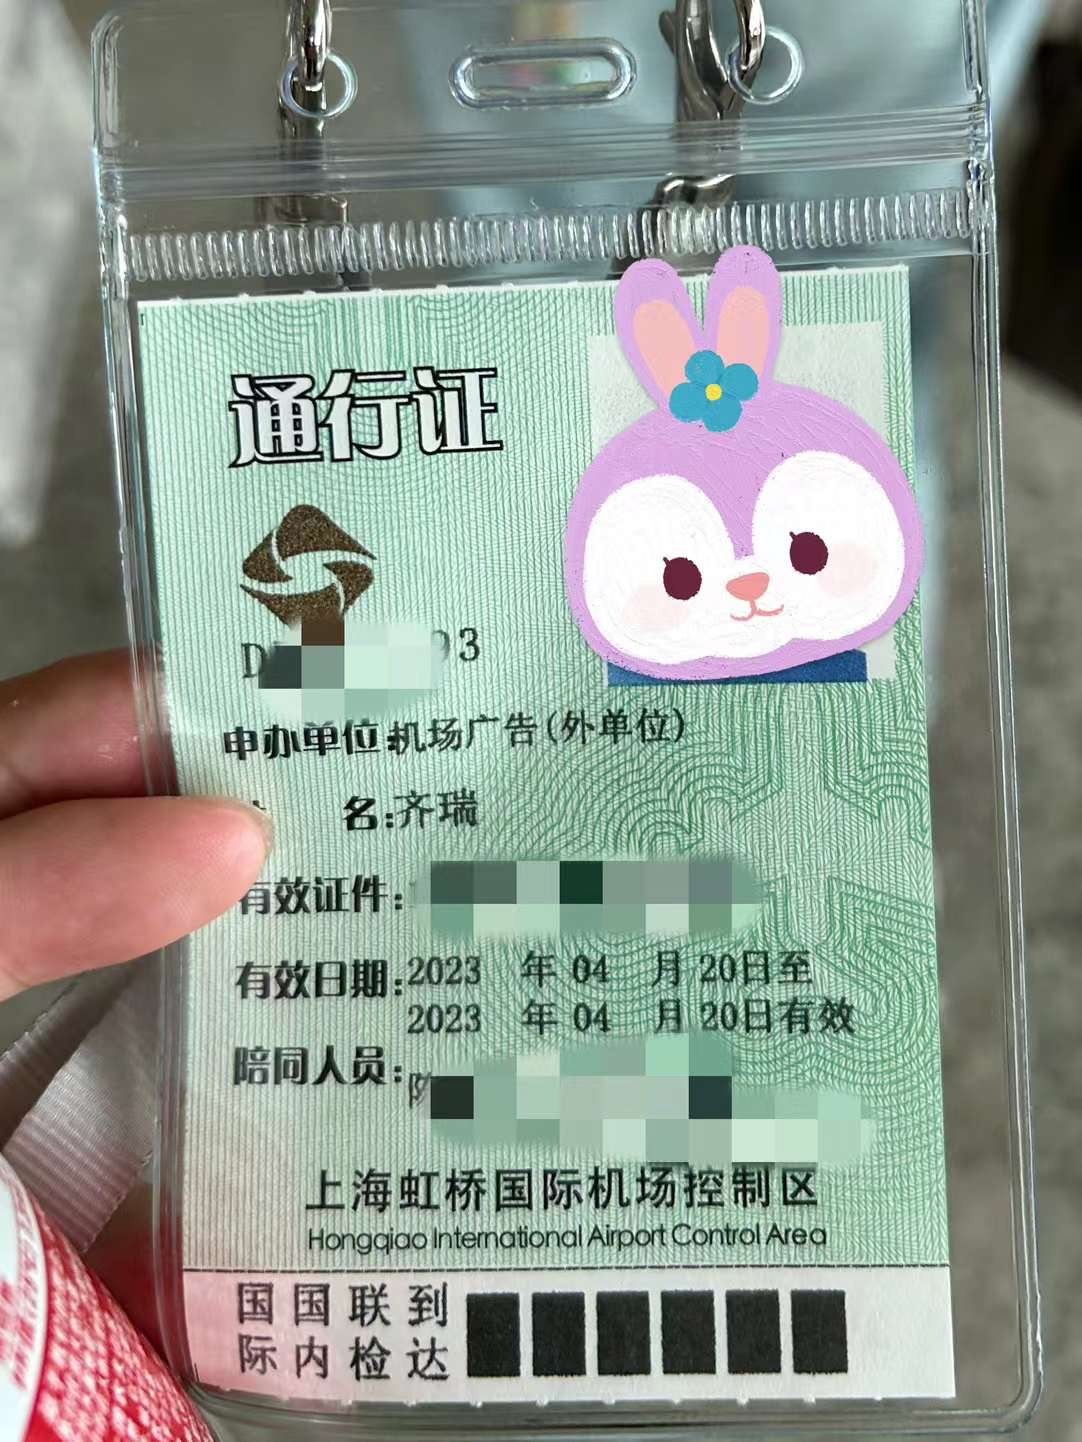 通行证
申办单位:机场广告(外单位)
名:齐瑞
有效证件:
有效日期:2023 年 04 月 20日至
2023 年 04 月 20日有效
陪同人员:
上海虹桥国际机场控制区
Hongqiao International Airport Control Area
国 国 联 到
际 内 检 达